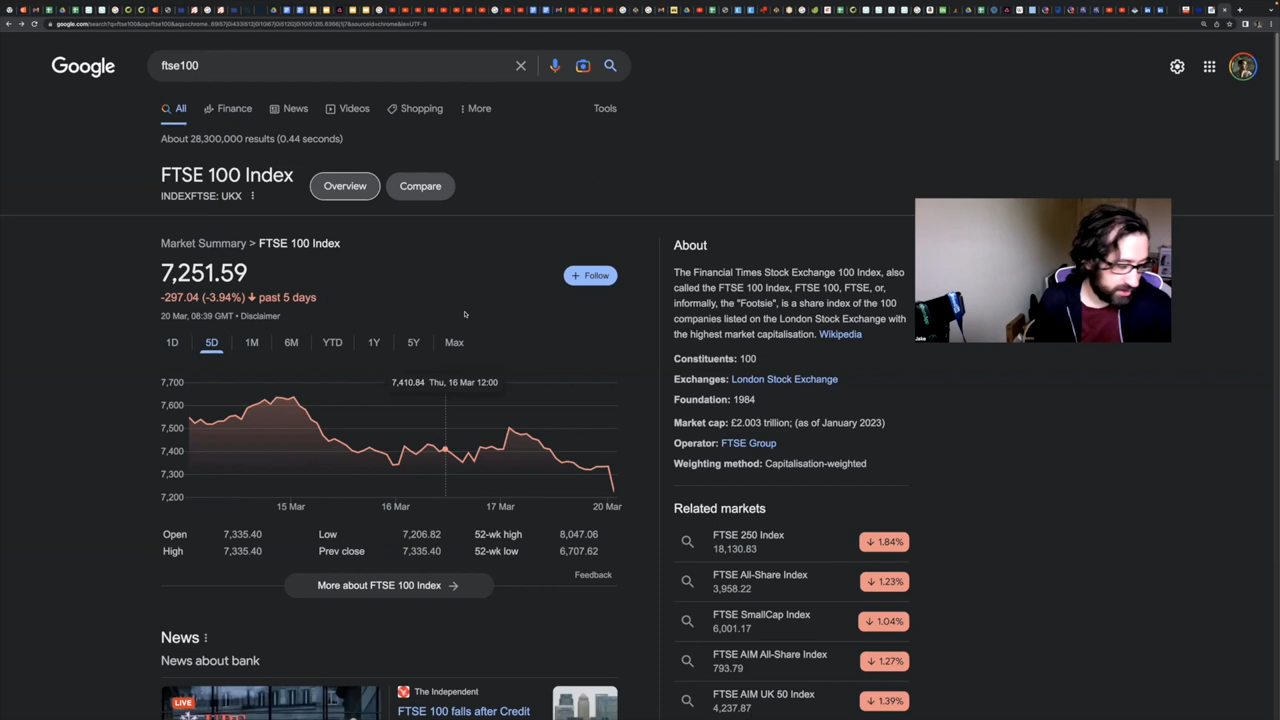 google.com/search?q=ftse100&oq=ftse100&aqs=chrome
Google
ftse100
All
Finance
News
Videos
Shopping
More
Tools
About 28,300,000 results (0.44 seconds)
FTSE 100 Index
INDEXFTSE: UKX
Overview
Compare
Market Summary > FTSE 100 Index
7,251.59
-297.04 (-3.94%) ↓ past 5 days
20 Mar, 08:39 GMT • Disclaimer
+ Follow
1D 5D 1M 6M YTD 1Y 5Y Max
7,410.84 Thu, 16 Mar 12:00
7,700
7,600
7,500
7,400
7,300
7,200
15 Mar 16 Mar 17 Mar 20 Mar
Open 7,335.40 Low 7,206.82 52-wk high 8,047.06
High 7,335.40 Prev close 7,335.40 52-wk low 6,707.62
Feedback
More about FTSE 100 Index →
News
News about bank
LIVE
The Independent
FTSE 100 falls after Credit
About
The Financial Times Stock Exchange 100 Index, also
called the FTSE 100 Index, FTSE 100, FTSE, or,
informally, the "Footsie", is a share index of the 100
companies listed on the London Stock Exchange with
the highest market capitalisation. Wikipedia
Constituents: 100
Exchanges: London Stock Exchange
Foundation: 1984
Market cap: £2.003 trillion; (as of January 2023)
Operator: FTSE Group
Weighting method: Capitalisation-weighted
Related markets
FTSE 250 Index
18,130.83
↓ 1.84%
FTSE All-Share Index
3,958.22
↓ 1.23%
FTSE SmallCap Index
6,001.17
↓ 1.04%
FTSE AIM All-Share Index
793.79
↓ 1.27%
FTSE AIM UK 50 Index
4,237.87
↓ 1.39%
Jake